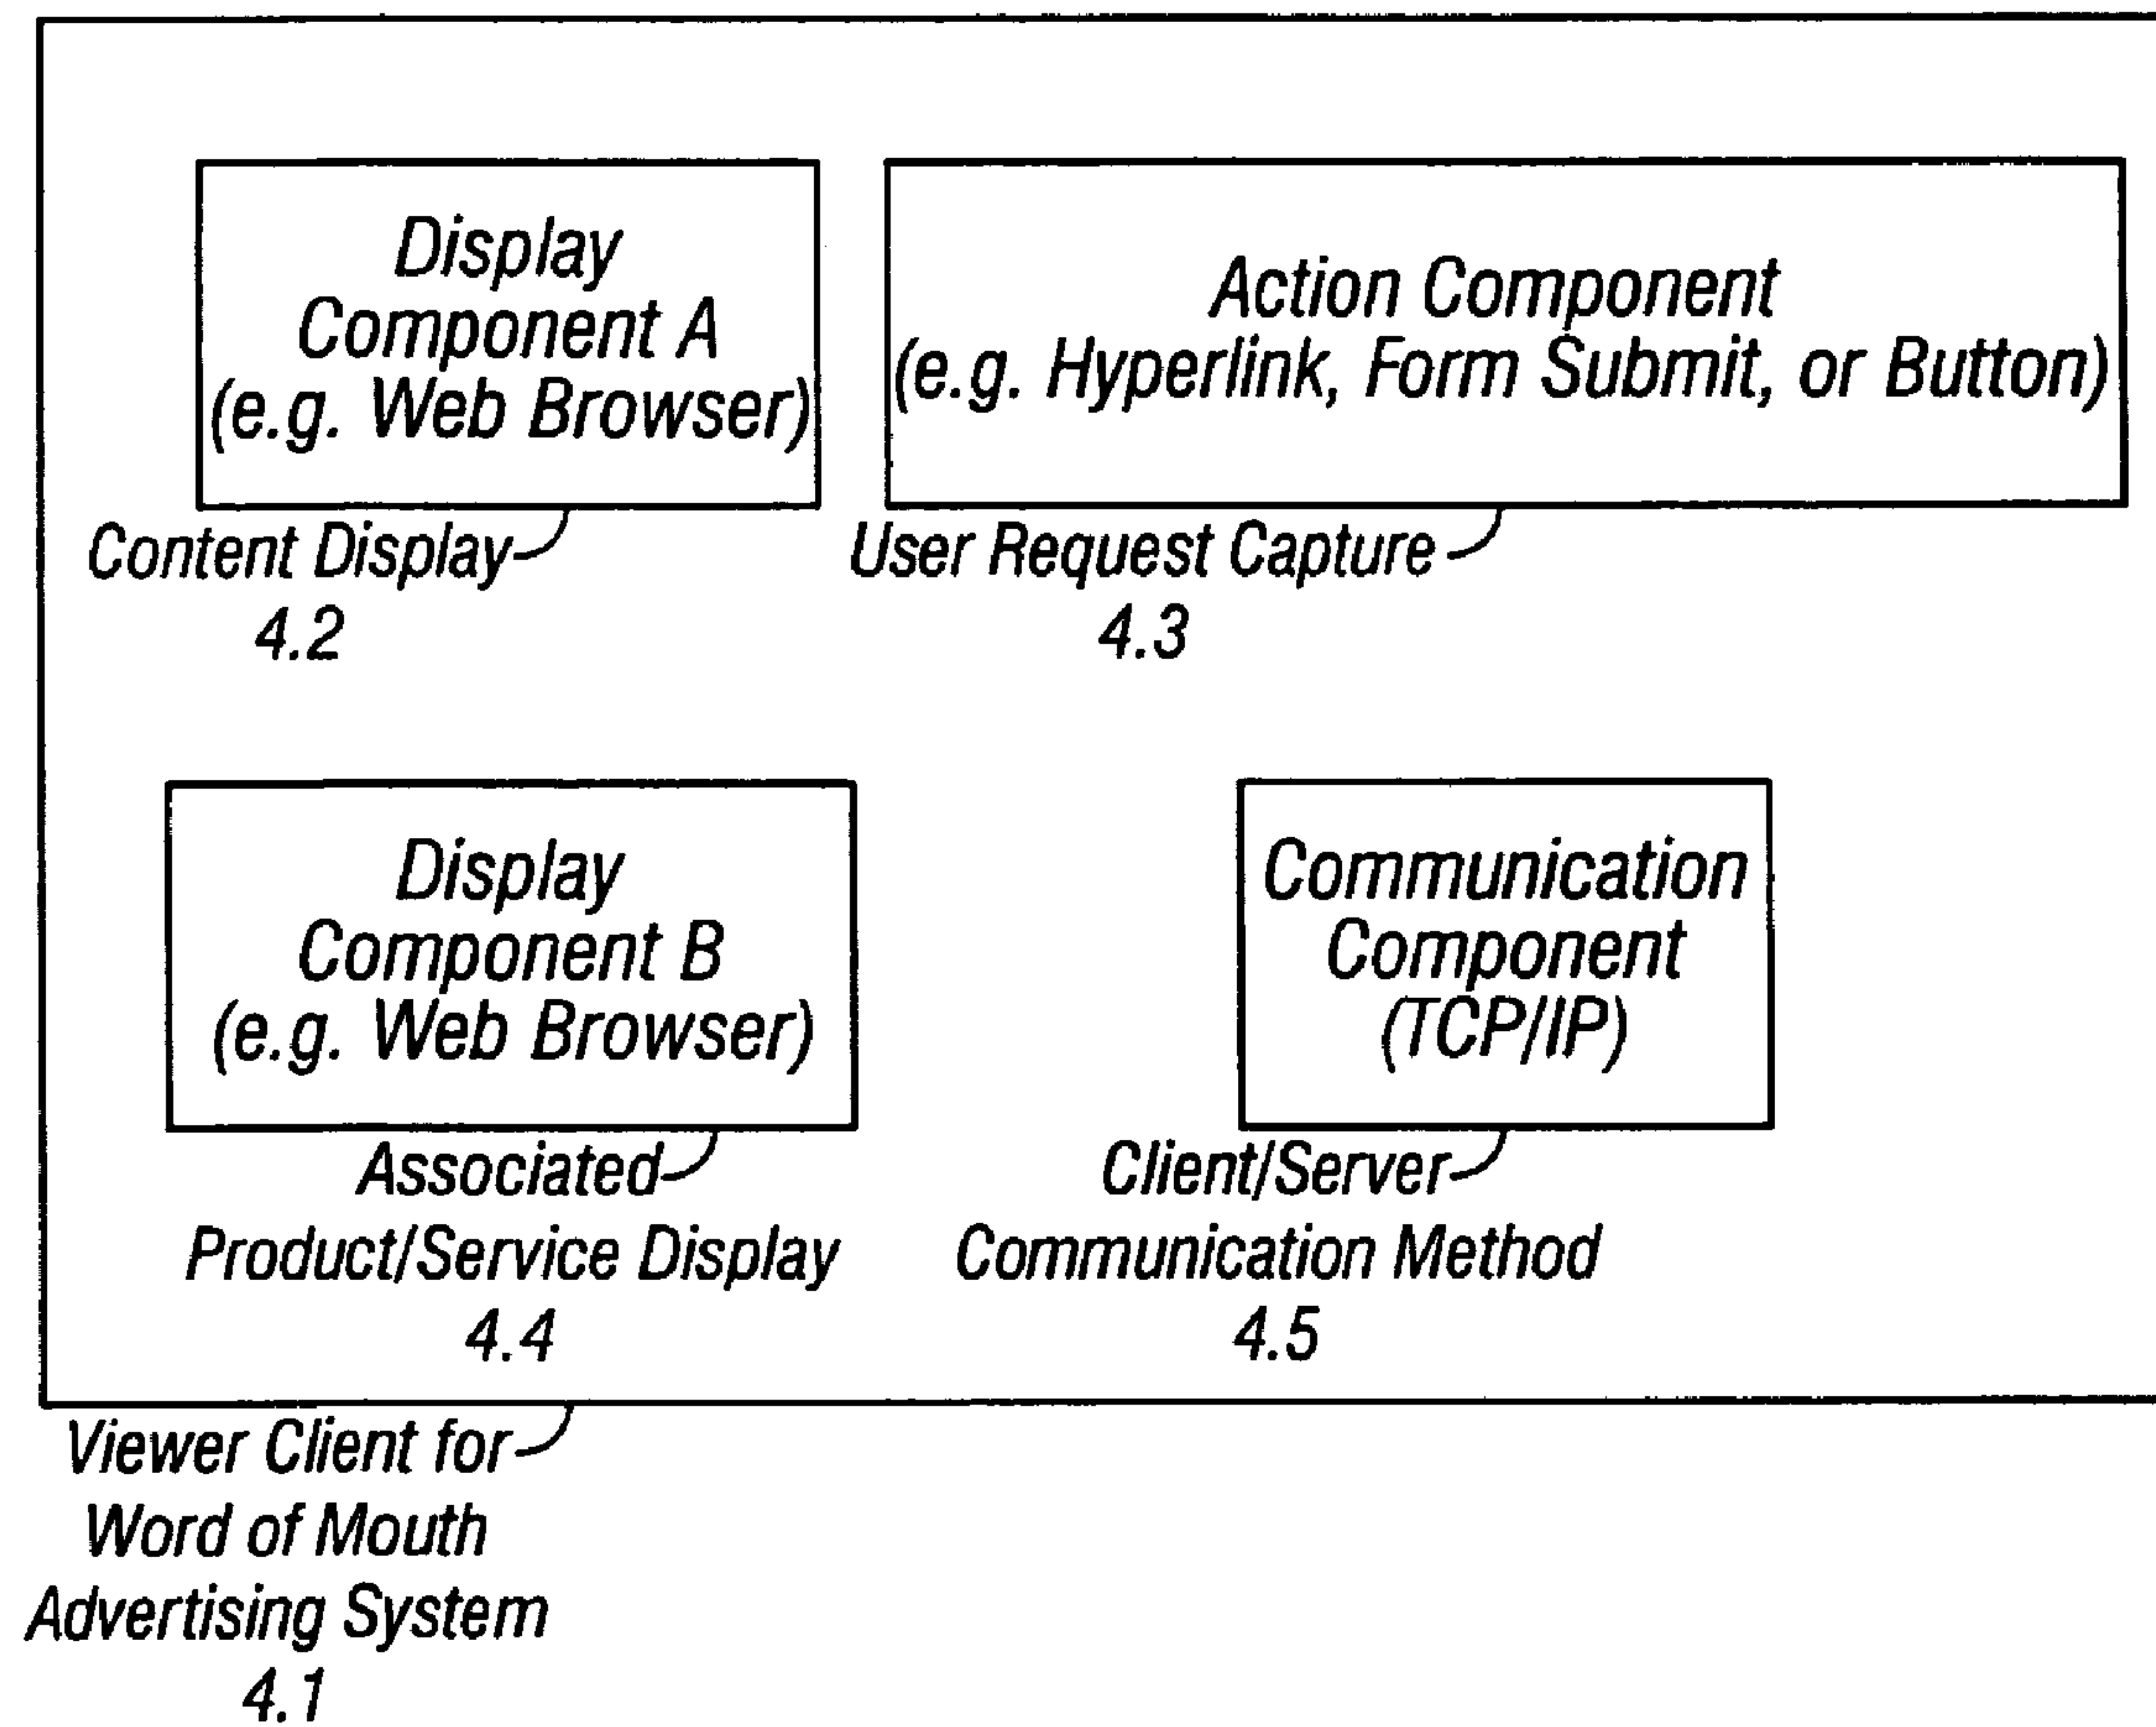 Display
Component A
(e.g. Web Browser)
Content Display
4.2
Action Component
(e.g. Hyperlink, Form Submit, or Button)
User Request Capture
4.3
Display
Component B
(e.g. Web Browser)
Associated
Product/Service Display
4.4
Communication
Component
(TCP/IP)
Client/Server
Communication Method
4.5
Viewer Client for
Word of Mouth
Advertising System
4.1